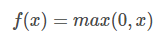 f(x) = max(0, x)